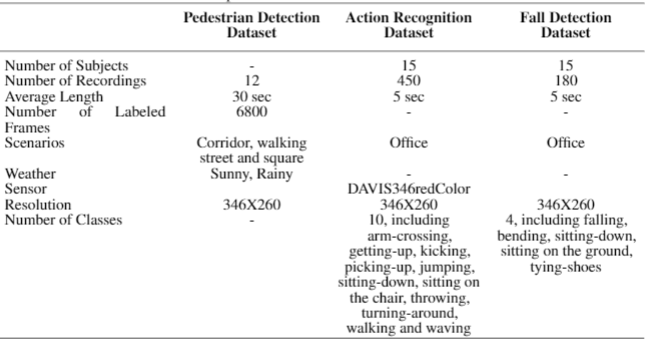 Pedestrian Detection Dataset Action Recognition Dataset Fall Detection Dataset
Number of Subjects - 15 15
Number of Recordings 12 450 180
Average Length 30 sec 5 sec 5 sec
Number of Labeled Frames 6800 - -
Scenarios Corridor, walking street and square Office Office
Weather Sunny, Rainy - -
Sensor DAVIS346redColor
Resolution 346X260 346X260 346X260
Number of Classes - 10, including arm-crossing, getting-up, kicking, picking-up, jumping, sitting-down, sitting on the chair, throwing, turning-around, walking and waving 4, including falling, bending, sitting-down, sitting on the ground, tying-shoes